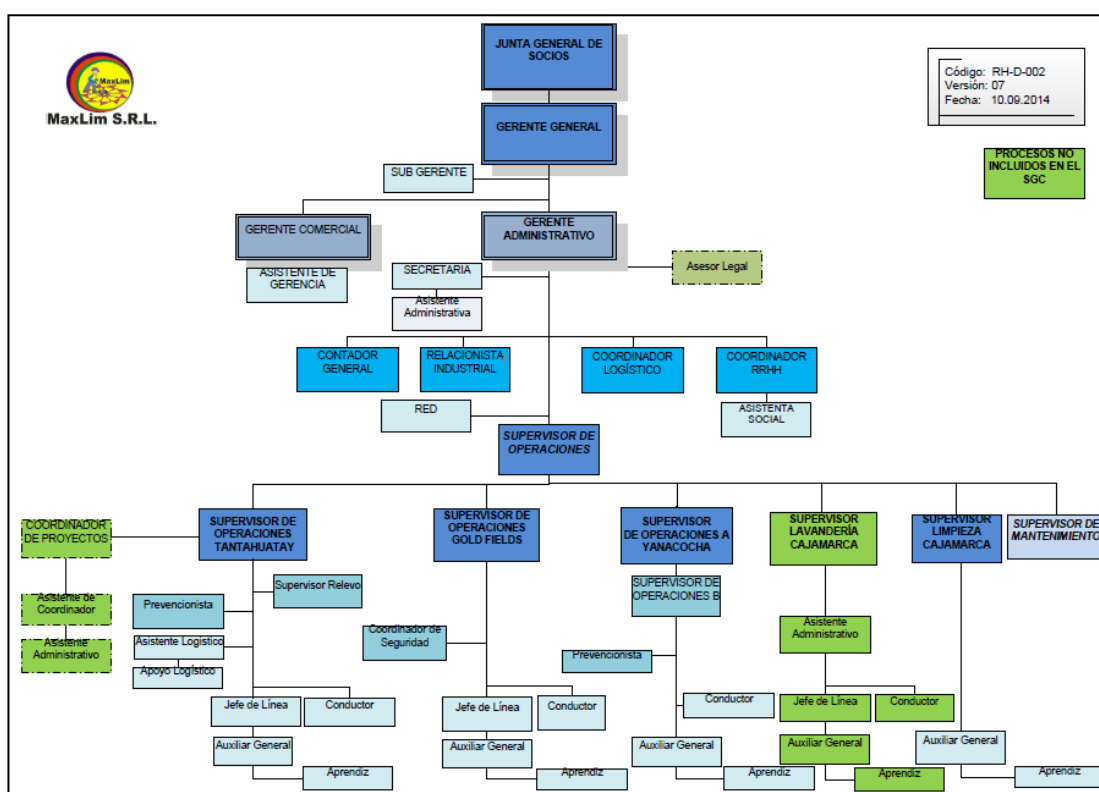 JUNTA GENERAL DE
SOCIOS
MaxLim
MaxLim S.R.L.
Código: RH-D-002
Versión: 07
Fecha: 10.09.2014
GERENTE GENERAL
PROCESOS NO
INCLUIDOS EN EL
SGC
SUB GERENTE
GERENTE COMERCIAL
GERENTE
ADMINISTRATIVO
ASISTENTE DE
GERENCIA
SECRETARIA
Asesor Legal
Asistente
Administrativa
CONTADOR
GENERAL
RELACIONISTA
INDUSTRIAL
COORDINADOR
LOGÍSTICO
COORDINADOR
RRHH
RED
ASISTENTA
SOCIAL
SUPERVISOR DE
OPERACIONES
COORDINADOR
DE PROYECTOS
SUPERVISOR DE
OPERACIONES
TANTAHUATAY
SUPERVISOR DE
OPERACIONES
GOLD FIELDS
SUPERVISOR
DE OPERACIONES A
YANACOCHA
SUPERVISOR
LAVANDERÍA
CAJAMARCA
SUPERVISOR
LIMPIEZA
CAJAMARCA
SUPERVISOR DE
MANTENIMIENTO
Supervisor Relevo
SUPERVISOR DE
OPERACIONES B
Asistente de
Coordinador
Prevencionista
Asistente
Administrativo
Asistente Logístico
Apoyo Logístico
Coordinador de
Seguridad
Prevencionista
Asistente
Administrativo
Jefe de Línea
Conductor
Jefe de Línea
Conductor
Conductor
Jefe de Línea
Conductor
Auxiliar General
Auxiliar General
Auxiliar General
Auxiliar General
Auxiliar General
Aprendiz
Aprendiz
Aprendiz
Aprendiz
Aprendiz